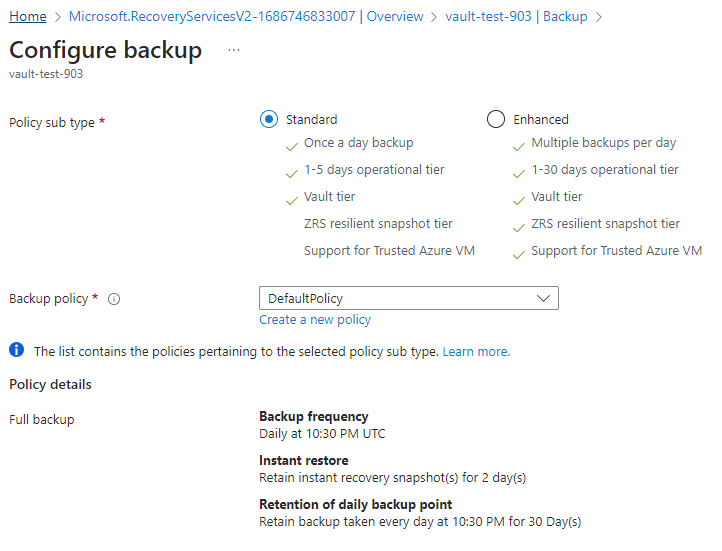 Home > Microsoft.RecoveryServicesV2-1686746833007 | Overview > vault-test-903 | Backup >
Configure backup ...
vault-test-903
Policy sub type *
Standard
Once a day backup
1-5 days operational tier
Vault tier
ZRS resilient snapshot tier
Support for Trusted Azure VM
Enhanced
Multiple backups per day
1-30 days operational tier
Vault tier
ZRS resilient snapshot tier
Support for Trusted Azure VM
Backup policy *
DefaultPolicy
Create a new policy
The list contains the policies pertaining to the selected policy sub type. Learn more.
Policy details
Full backup
Backup frequency
Daily at 10:30 PM UTC
Instant restore
Retain instant recovery snapshot(s) for 2 day(s)
Retention of daily backup point
Retain backup taken every day at 10:30 PM for 30 Day(s)